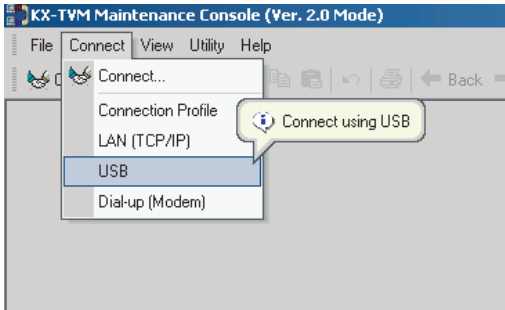 KX-TVM Maintenance Console (Ver. 2.0 Mode)
File Connect View Utility Help
Connect... Back
Connection Profile
Connect using USB
LAN (TCP/IP)
USB
Dial-up (Modem)